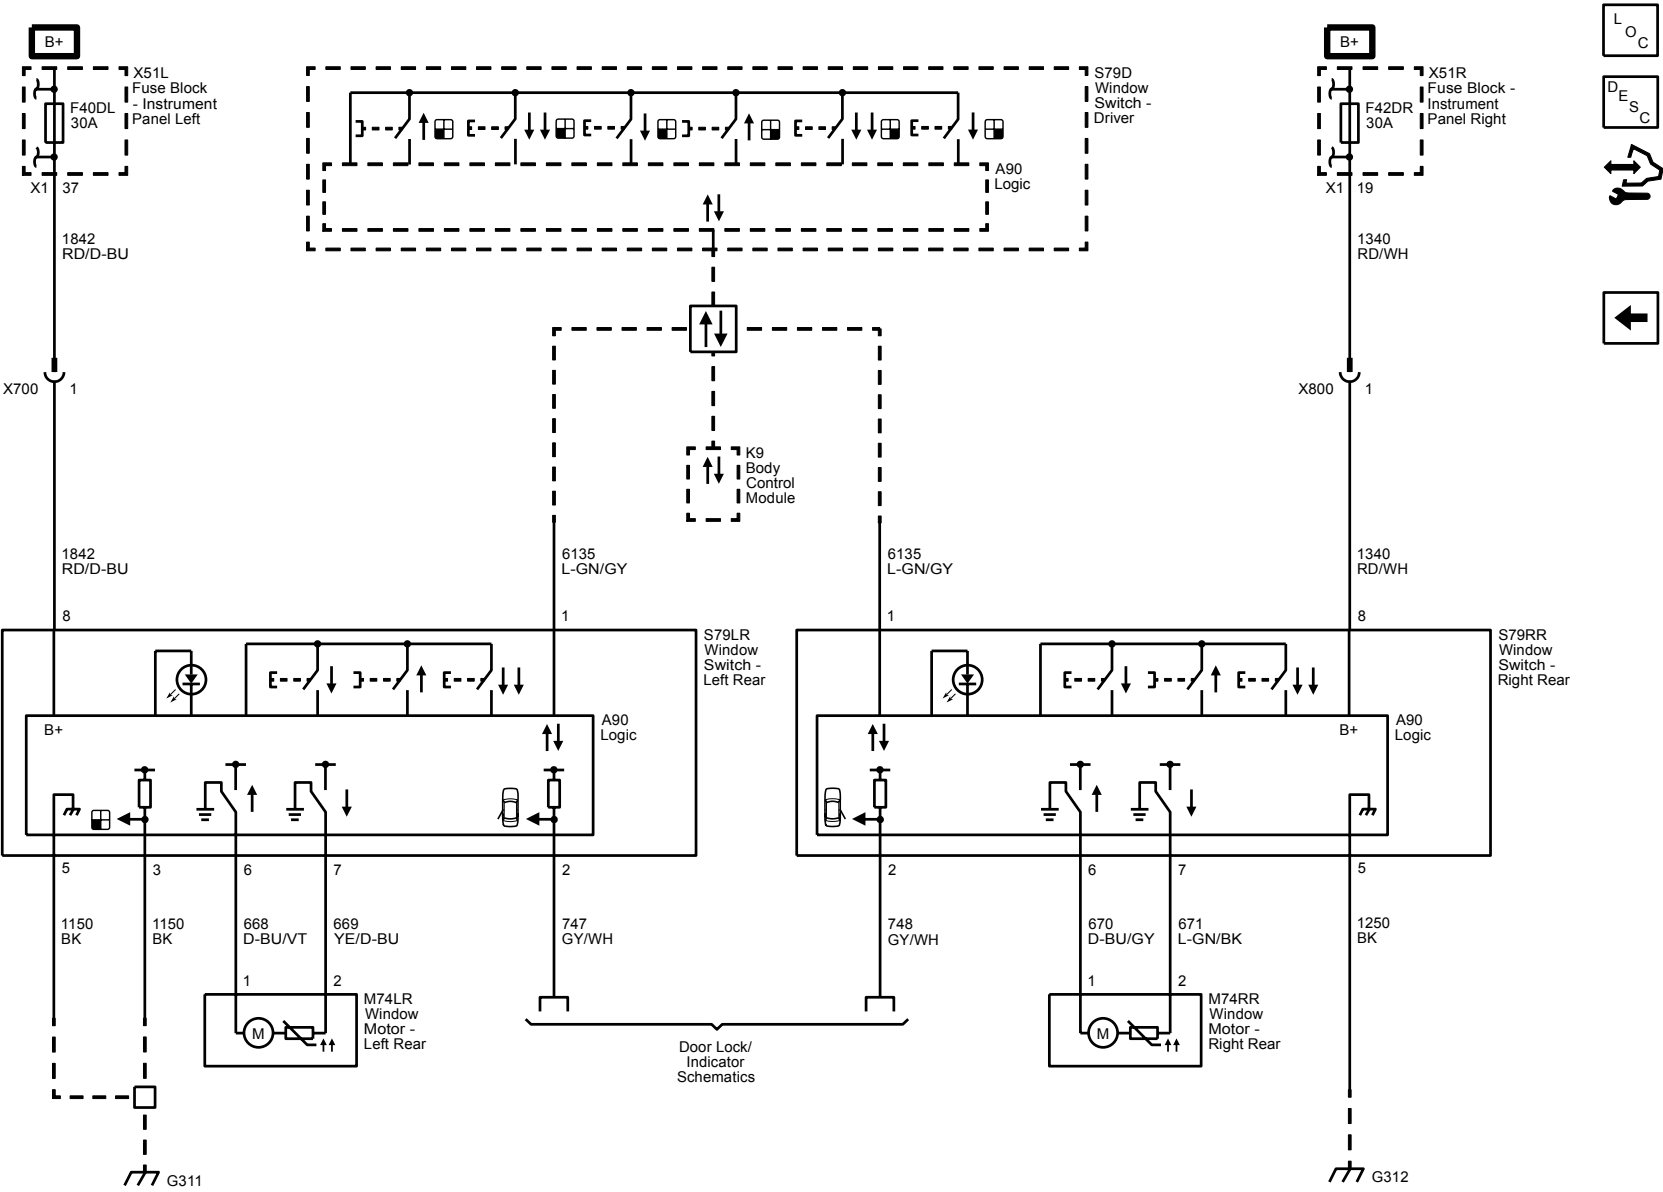 B+
X51L
Fuse Block
- Instrument
Panel Left
F40DL
30A
X1 37
1842
RD/D-BU
X700 1
1842
RD/D-BU
8
S79D
Window
Switch -
Driver
A90
Logic
K9
Body
Control
Module
6135
L-GN/GY
1
6135
L-GN/GY
1
B+
X51R
Fuse Block -
Instrument
Panel Right
F42DR
30A
X1 19
1340
RD/WH
X800 1
1340
RD/WH
8
L
O
C
D
E
S
C
S79LR
Window
Switch -
Left Rear
A90
Logic
B+
5
3
6
7
2
1150
BK
1150
BK
668
D-BU/VT
669
YE/D-BU
747
GY/WH
1
2
M74LR
Window
Motor -
Left Rear
M
G311
Door Lock/
Indicator
Schematics
S79RR
Window
Switch -
Right Rear
A90
Logic
B+
2
6
7
5
748
GY/WH
670
D-BU/GY
671
L-GN/BK
1250
BK
1
2
M74RR
Window
Motor -
Right Rear
M
G312